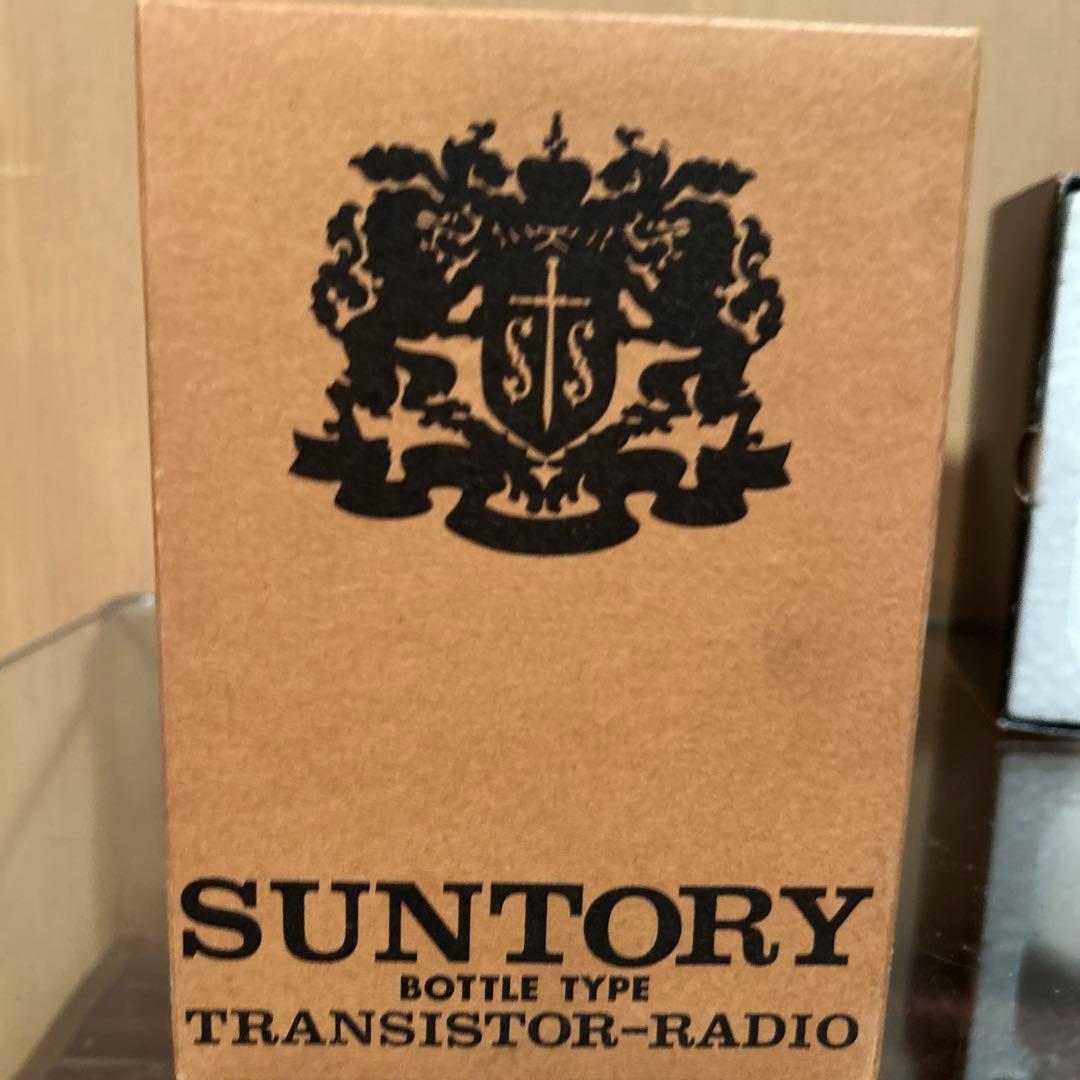 S S
SUNTORY
BOTTLE TYPE
TRANSISTOR-RADIO